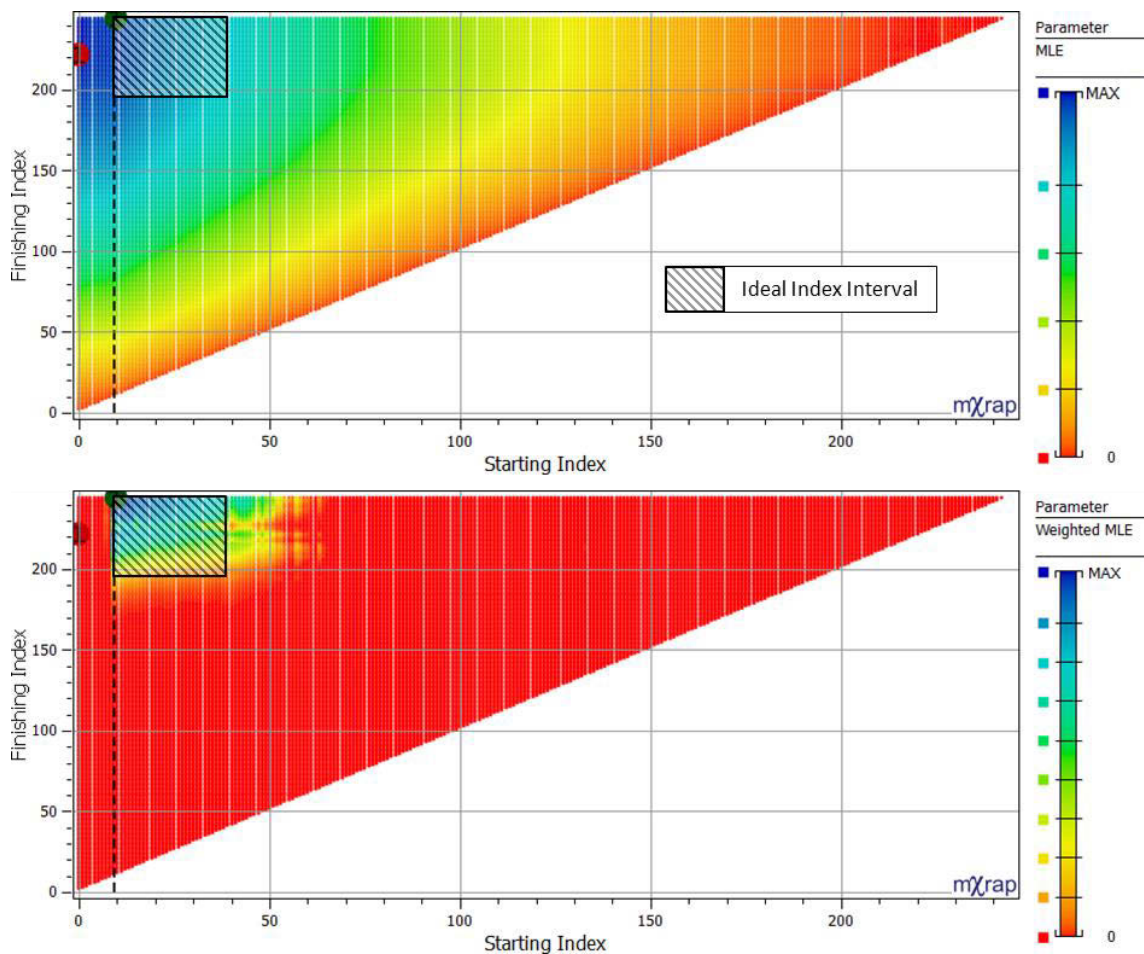 Parameter
MLE
MAX
0
200
150
100
50
0
Finishing Index
0 50 100 150 200
Starting Index
Ideal Index Interval
mχrap
Parameter
Weighted MLE
MAX
0
200
150
100
50
0
Finishing Index
0 50 100 150 200
Starting Index
mχrap